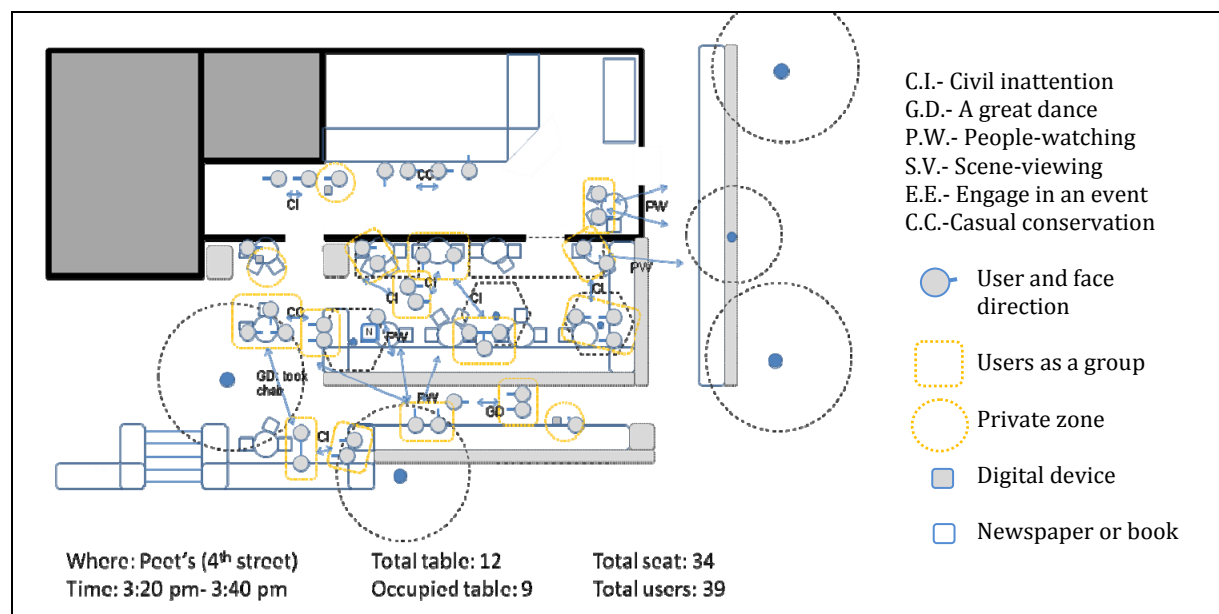 C.I.- Civil inattention
G.D.- A great dance
P.W.- People-watching
S.V.- Scene-viewing
E.E.- Engage in an event
C.C.-Casual conservation
User and face
direction
Users as a group
Private zone
Digital device
Newspaper or book
CC
CI
PW
PW
CI
CI
CI
CI
CC
N
PW
GD: took
chair
PW
GD
CI
Where: Peet's (4th street)
Total table: 12
Total seat: 34
Time: 3:20 pm- 3:40 pm
Occupied table: 9
Total users: 39